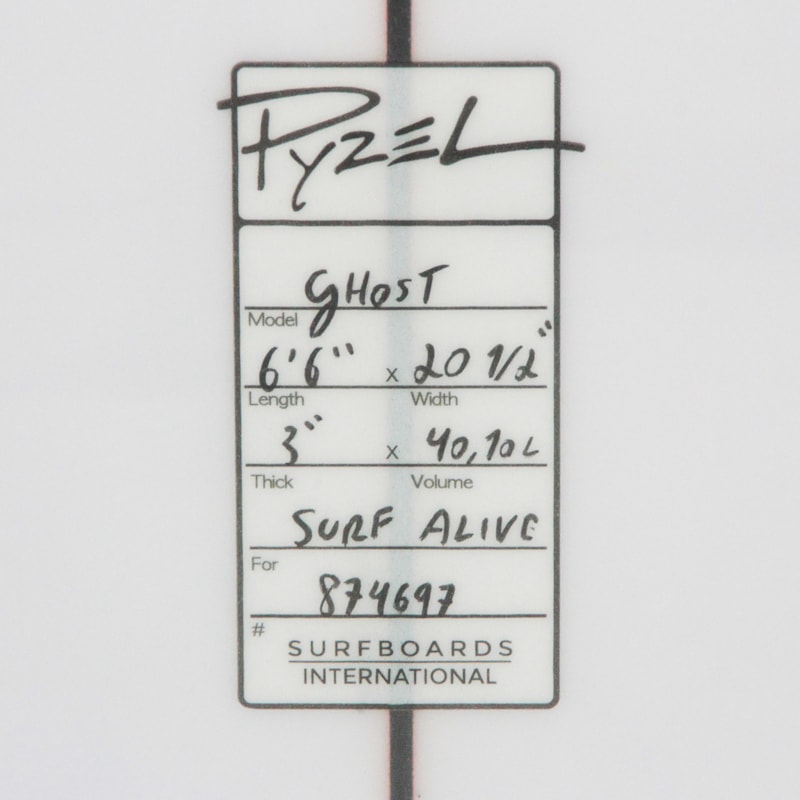 PYZEL
GHOST
Model
6'6" x 20 1/2"
Length Width
3" x 40,10L
Thick Volume
SURF ALIVE
For
874697
#
SURFBOARDS
INTERNATIONAL